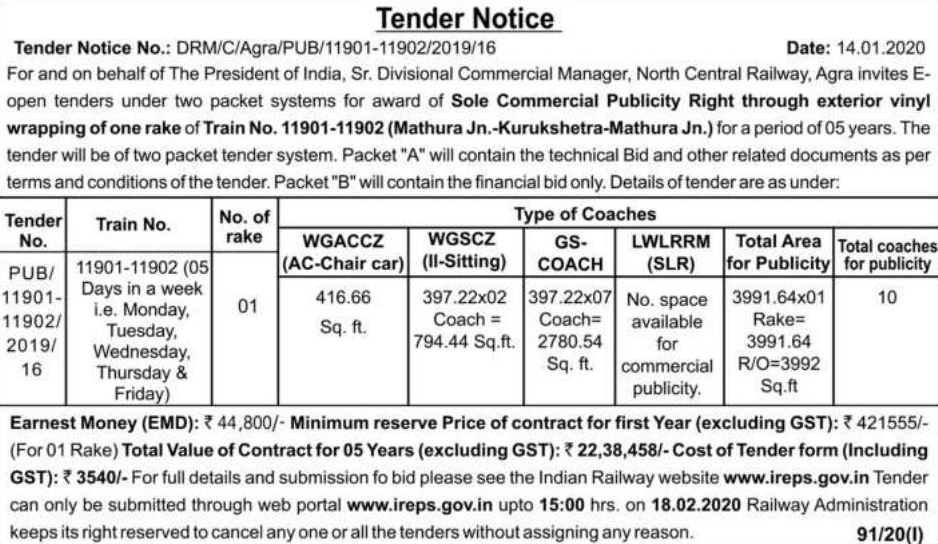 Tender Notice
Tender Notice No.: DRM/C/Agra/PUB/11901-11902/2019/16 Date: 14.01.2020
For and on behalf of The President of India, Sr. Divisional Commercial Manager, North Central Railway, Agra invites E-
open tenders under two packet systems for award of Sole Commercial Publicity Right through exterior vinyl
wrapping of one rake of Train No. 11901-11902 (Mathura Jn.-Kurukshetra-Mathura Jn.) for a period of 05 years. The
tender will be of two packet tender system. Packet "A" will contain the technical Bid and other related documents as per
terms and conditions of the tender. Packet "B" will contain the financial bid only. Details of tender are as under:
Tender
No.
Train No.
No. of
rake
Type of Coaches
WGACCZ
(AC-Chair car)
WGSCZ
(II-Sitting)
GS-
COACH
LWLRRM
(SLR)
Total Area
for Publicity
Total coaches
for publicity
PUB/
11901-
11902/
2019/
16
11901-11902 (05
Days in a week
i.e. Monday,
Tuesday,
Wednesday,
Thursday &
Friday)
01
416.66
Sq. ft.
397.22x02
Coach =
794.44 Sq.ft.
397.22x07
Coach=
2780.54
Sq. ft.
No. space
available
for
commercial
publicity.
3991.64x01
Rake=
3991.64
R/O=3992
Sq.ft
10
Earnest Money (EMD): ₹ 44,800/- Minimum reserve Price of contract for first Year (excluding GST): ₹ 421555/-
(For 01 Rake) Total Value of Contract for 05 Years (excluding GST): ₹ 22,38,458/- Cost of Tender form (Including
GST): ₹ 3540/- For full details and submission fo bid please see the Indian Railway website www.ireps.gov.in Tender
can only be submitted through web portal www.ireps.gov.in upto 15:00 hrs. on 18.02.2020 Railway Administration
keeps its right reserved to cancel any one or all the tenders without assigning any reason. 91/20(I)